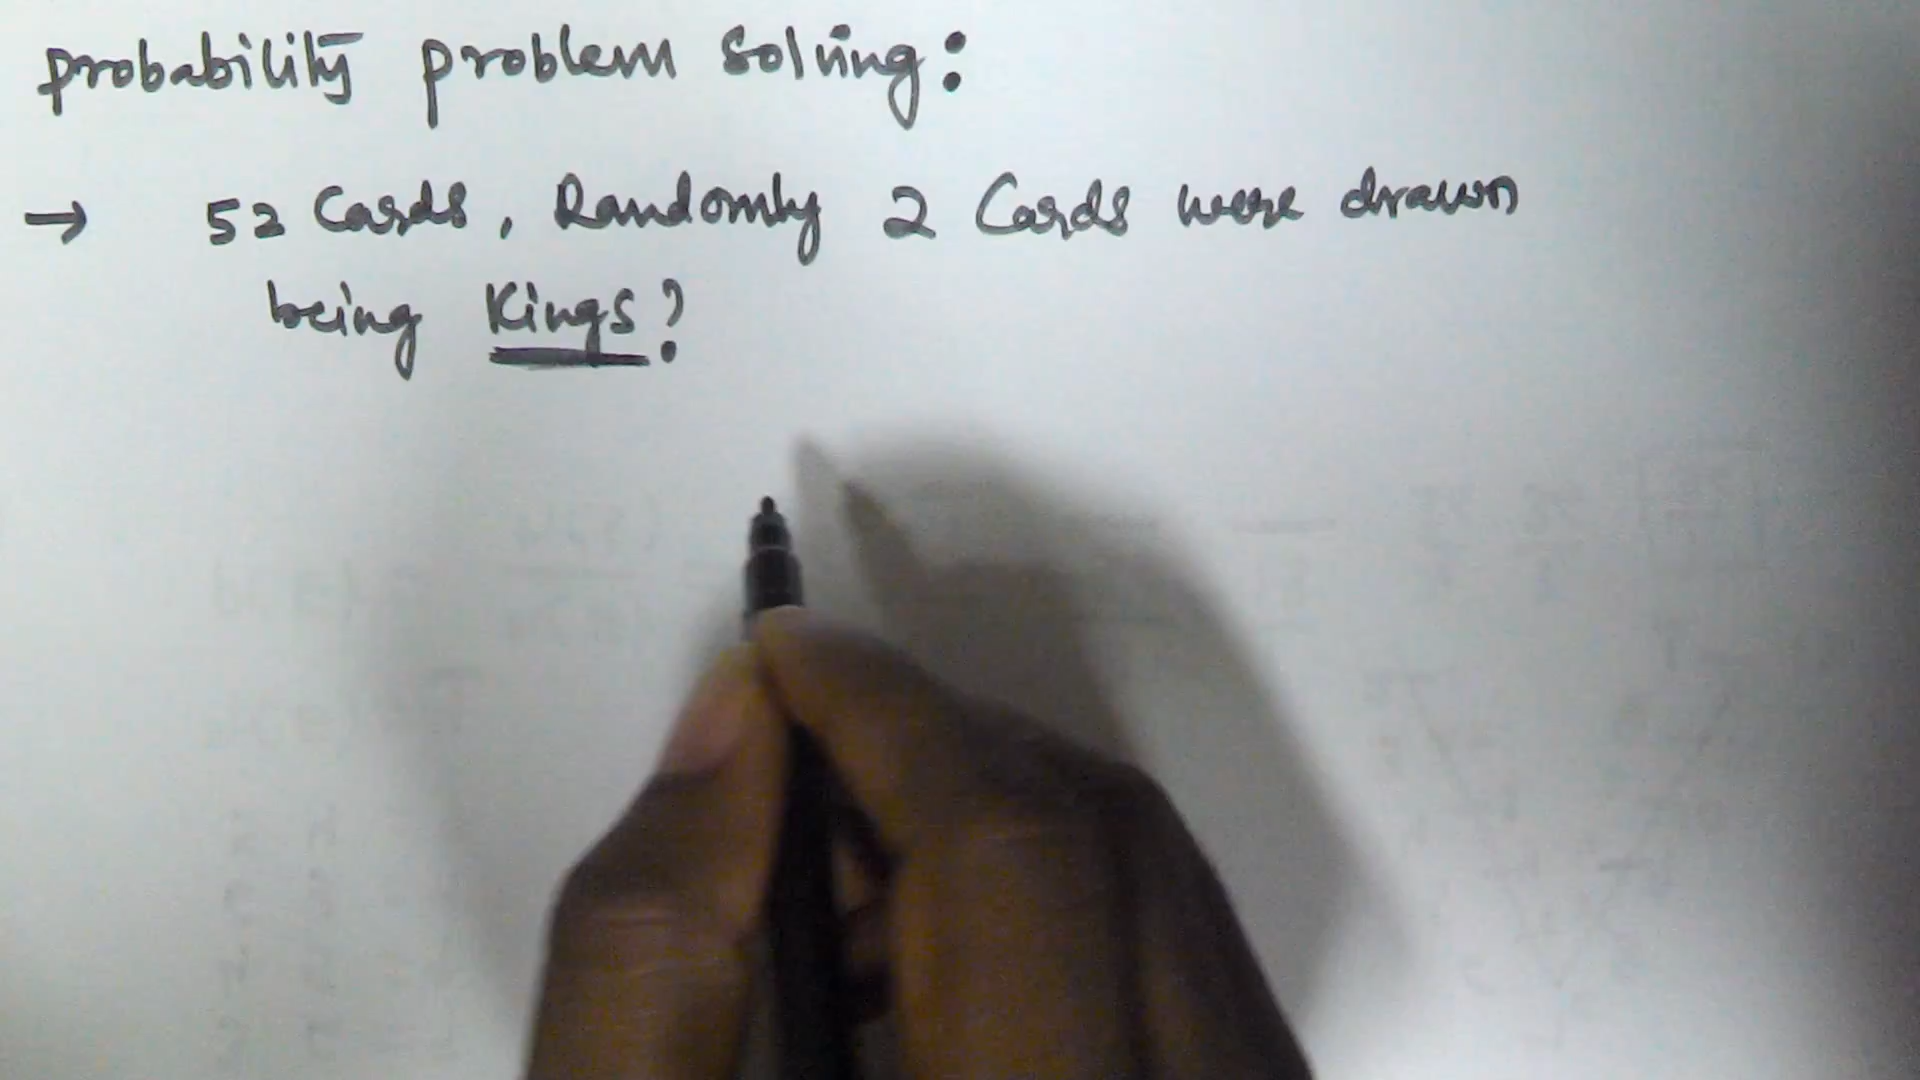 probability problem solving:
→ 52 Cards, Randomly 2 Cards were drawn
being Kings?